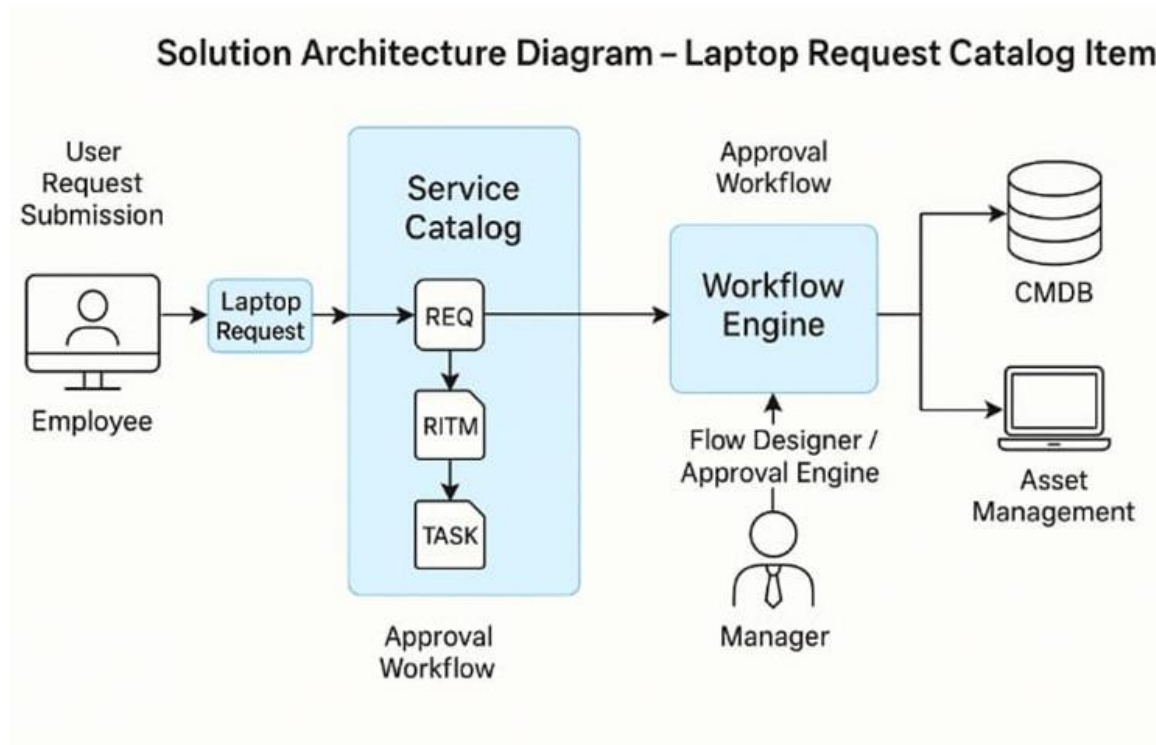 Solution Architecture Diagram – Laptop Request Catalog Item
User
Request
Submission
Employee
Laptop
Request
Service
Catalog
REQ
RITM
TASK
Approval
Workflow
Approval
Workflow
Workflow
Engine
Flow Designer /
Approval Engine
Manager
CMDB
Asset
Management